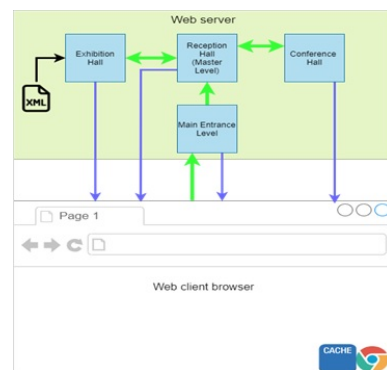 Web server
Exhibition
Hall
Reception
Hall
(Master
Level)
Conference
Hall
XML
Main Entrance
Level
Page 1
Web client browser
CACHE